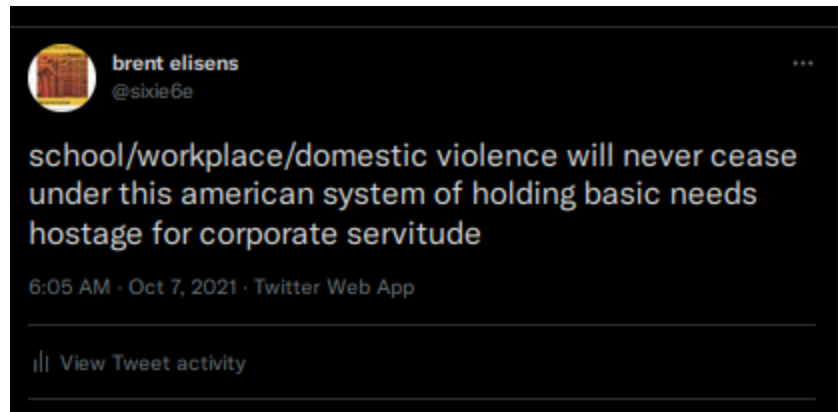 brent elisens
@sixie6e
school/workplace/domestic violence will never cease
under this american system of holding basic needs
hostage for corporate servitude
6:05 AM · Oct 7, 2021 · Twitter Web App
View Tweet activity